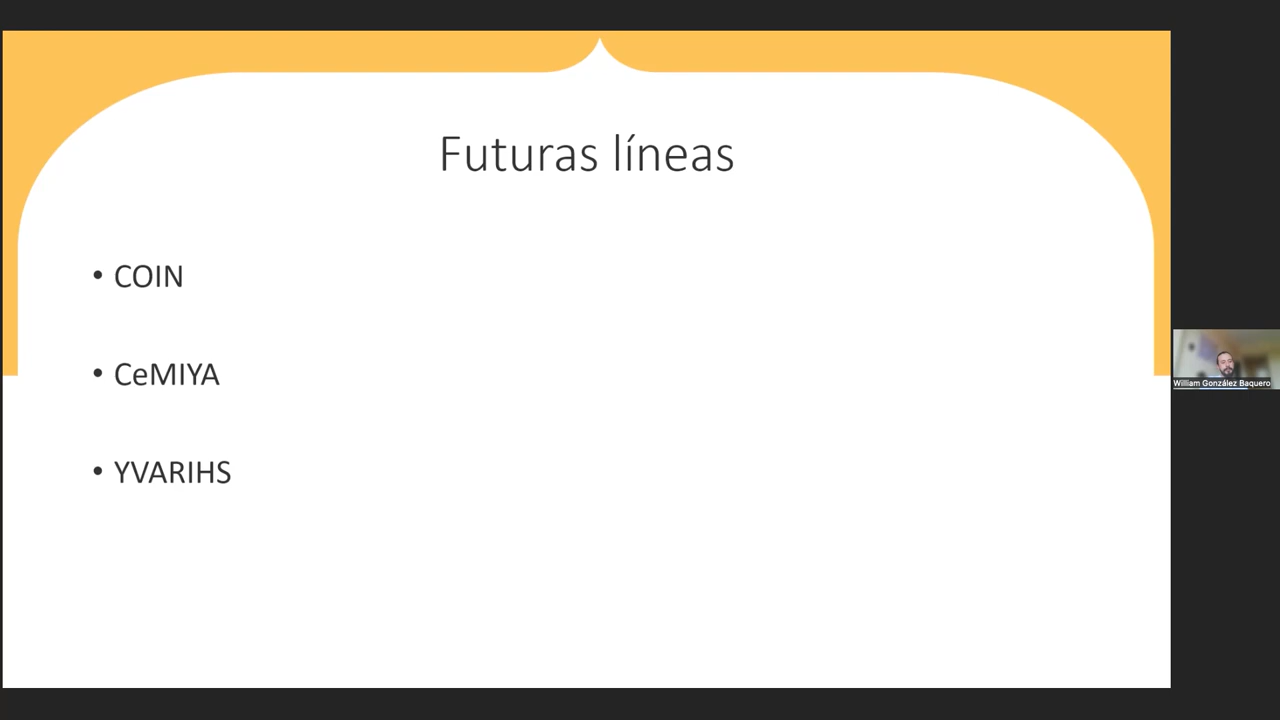 Futuras líneas
• COIN
• CeMIYA
• YVARIHS
William González Baquero